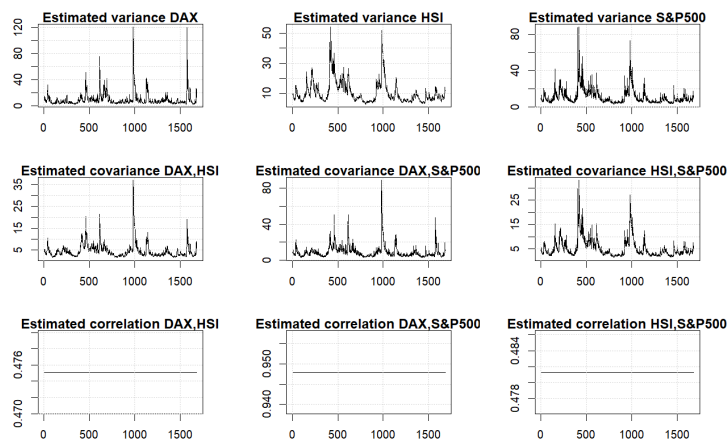 Estimated variance DAX
Estimated variance HSI
Estimated variance S&P500
120
80
40
0
0 500 1000 1500
50
30
10
0 500 1000 1500
80
40
0
0 500 1000 1500
Estimated covariance DAX,HSI
Estimated covariance DAX,S&P500
Estimated covariance HSI,S&P500
35
25
15
5
0 500 1000 1500
80
40
0
0 500 1000 1500
25
15
5
0 500 1000 1500
Estimated correlation DAX,HSI
Estimated correlation DAX,S&P500
Estimated correlation HSI,S&P500
0.476
0.470
0 500 1000 1500
0.950
0.940
0 500 1000 1500
0.484
0.478
0 500 1000 1500